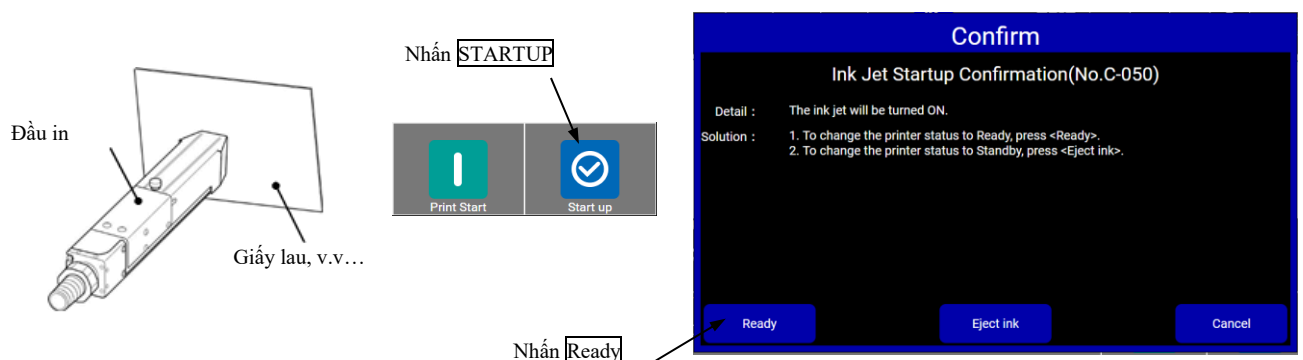 Đầu in
Giấy lau, v.v…
Nhấn STARTUP
Print Start
Start up
Confirm
Ink Jet Startup Confirmation(No.C-050)
Detail : The ink jet will be turned ON.
Solution : 1. To change the printer status to Ready, press <Ready>.
2. To change the printer status to Standby, press <Eject ink>.
Ready
Eject ink
Cancel
Nhấn Ready